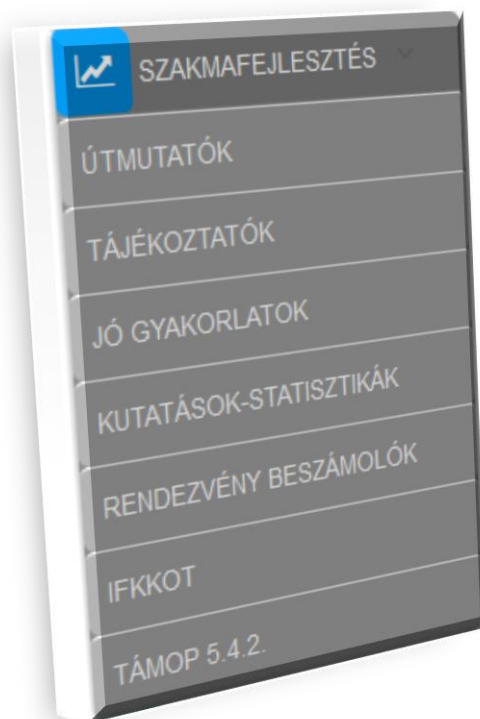 SZAKMAFEJLESZTÉS
ÚTMUTATÓK
TÁJÉKOZTATÓK
JÓ GYAKORLATOK
KUTATÁSOK-STATISZTIKÁK
RENDEZVÉNY BESZÁMOLÓK
IFKKOT
TÁMOP 5.4.2.